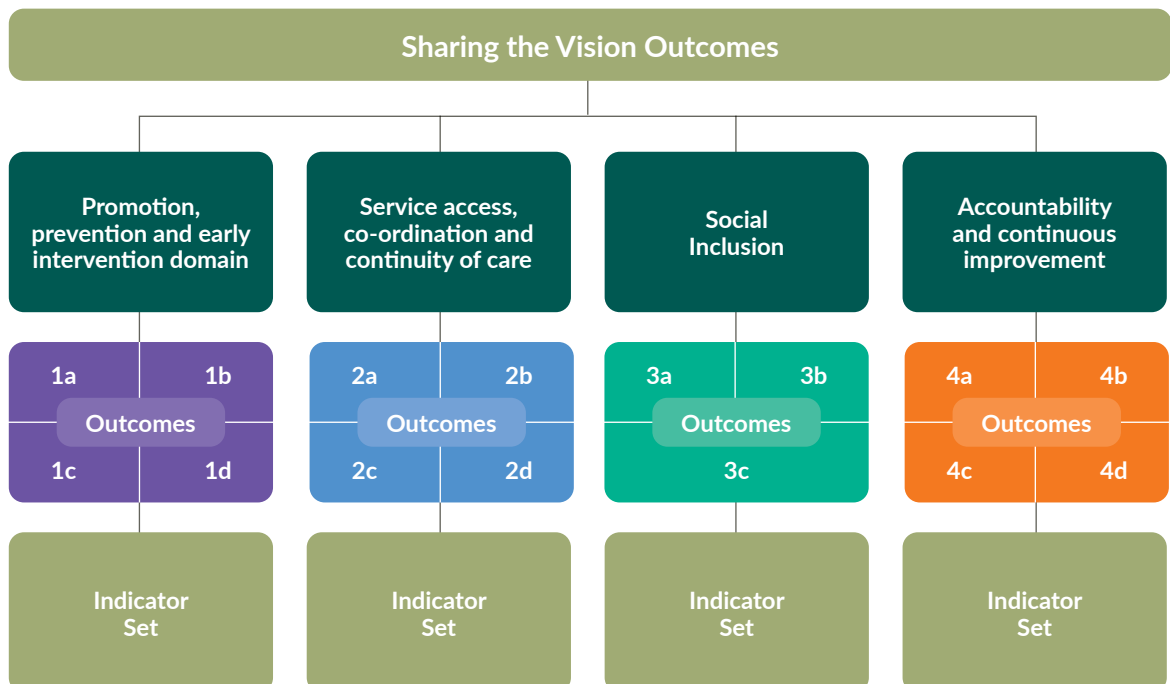 Sharing the Vision Outcomes
Promotion,
prevention and early
intervention domain
Service access,
co-ordination and
continuity of care
Social
Inclusion
Accountability
and continuous
improvement
1a
1b
Outcomes
1c
1d
2a
2b
Outcomes
2c
2d
3a
3b
Outcomes
3c
4a
4b
Outcomes
4c
4d
Indicator
Set
Indicator
Set
Indicator
Set
Indicator
Set